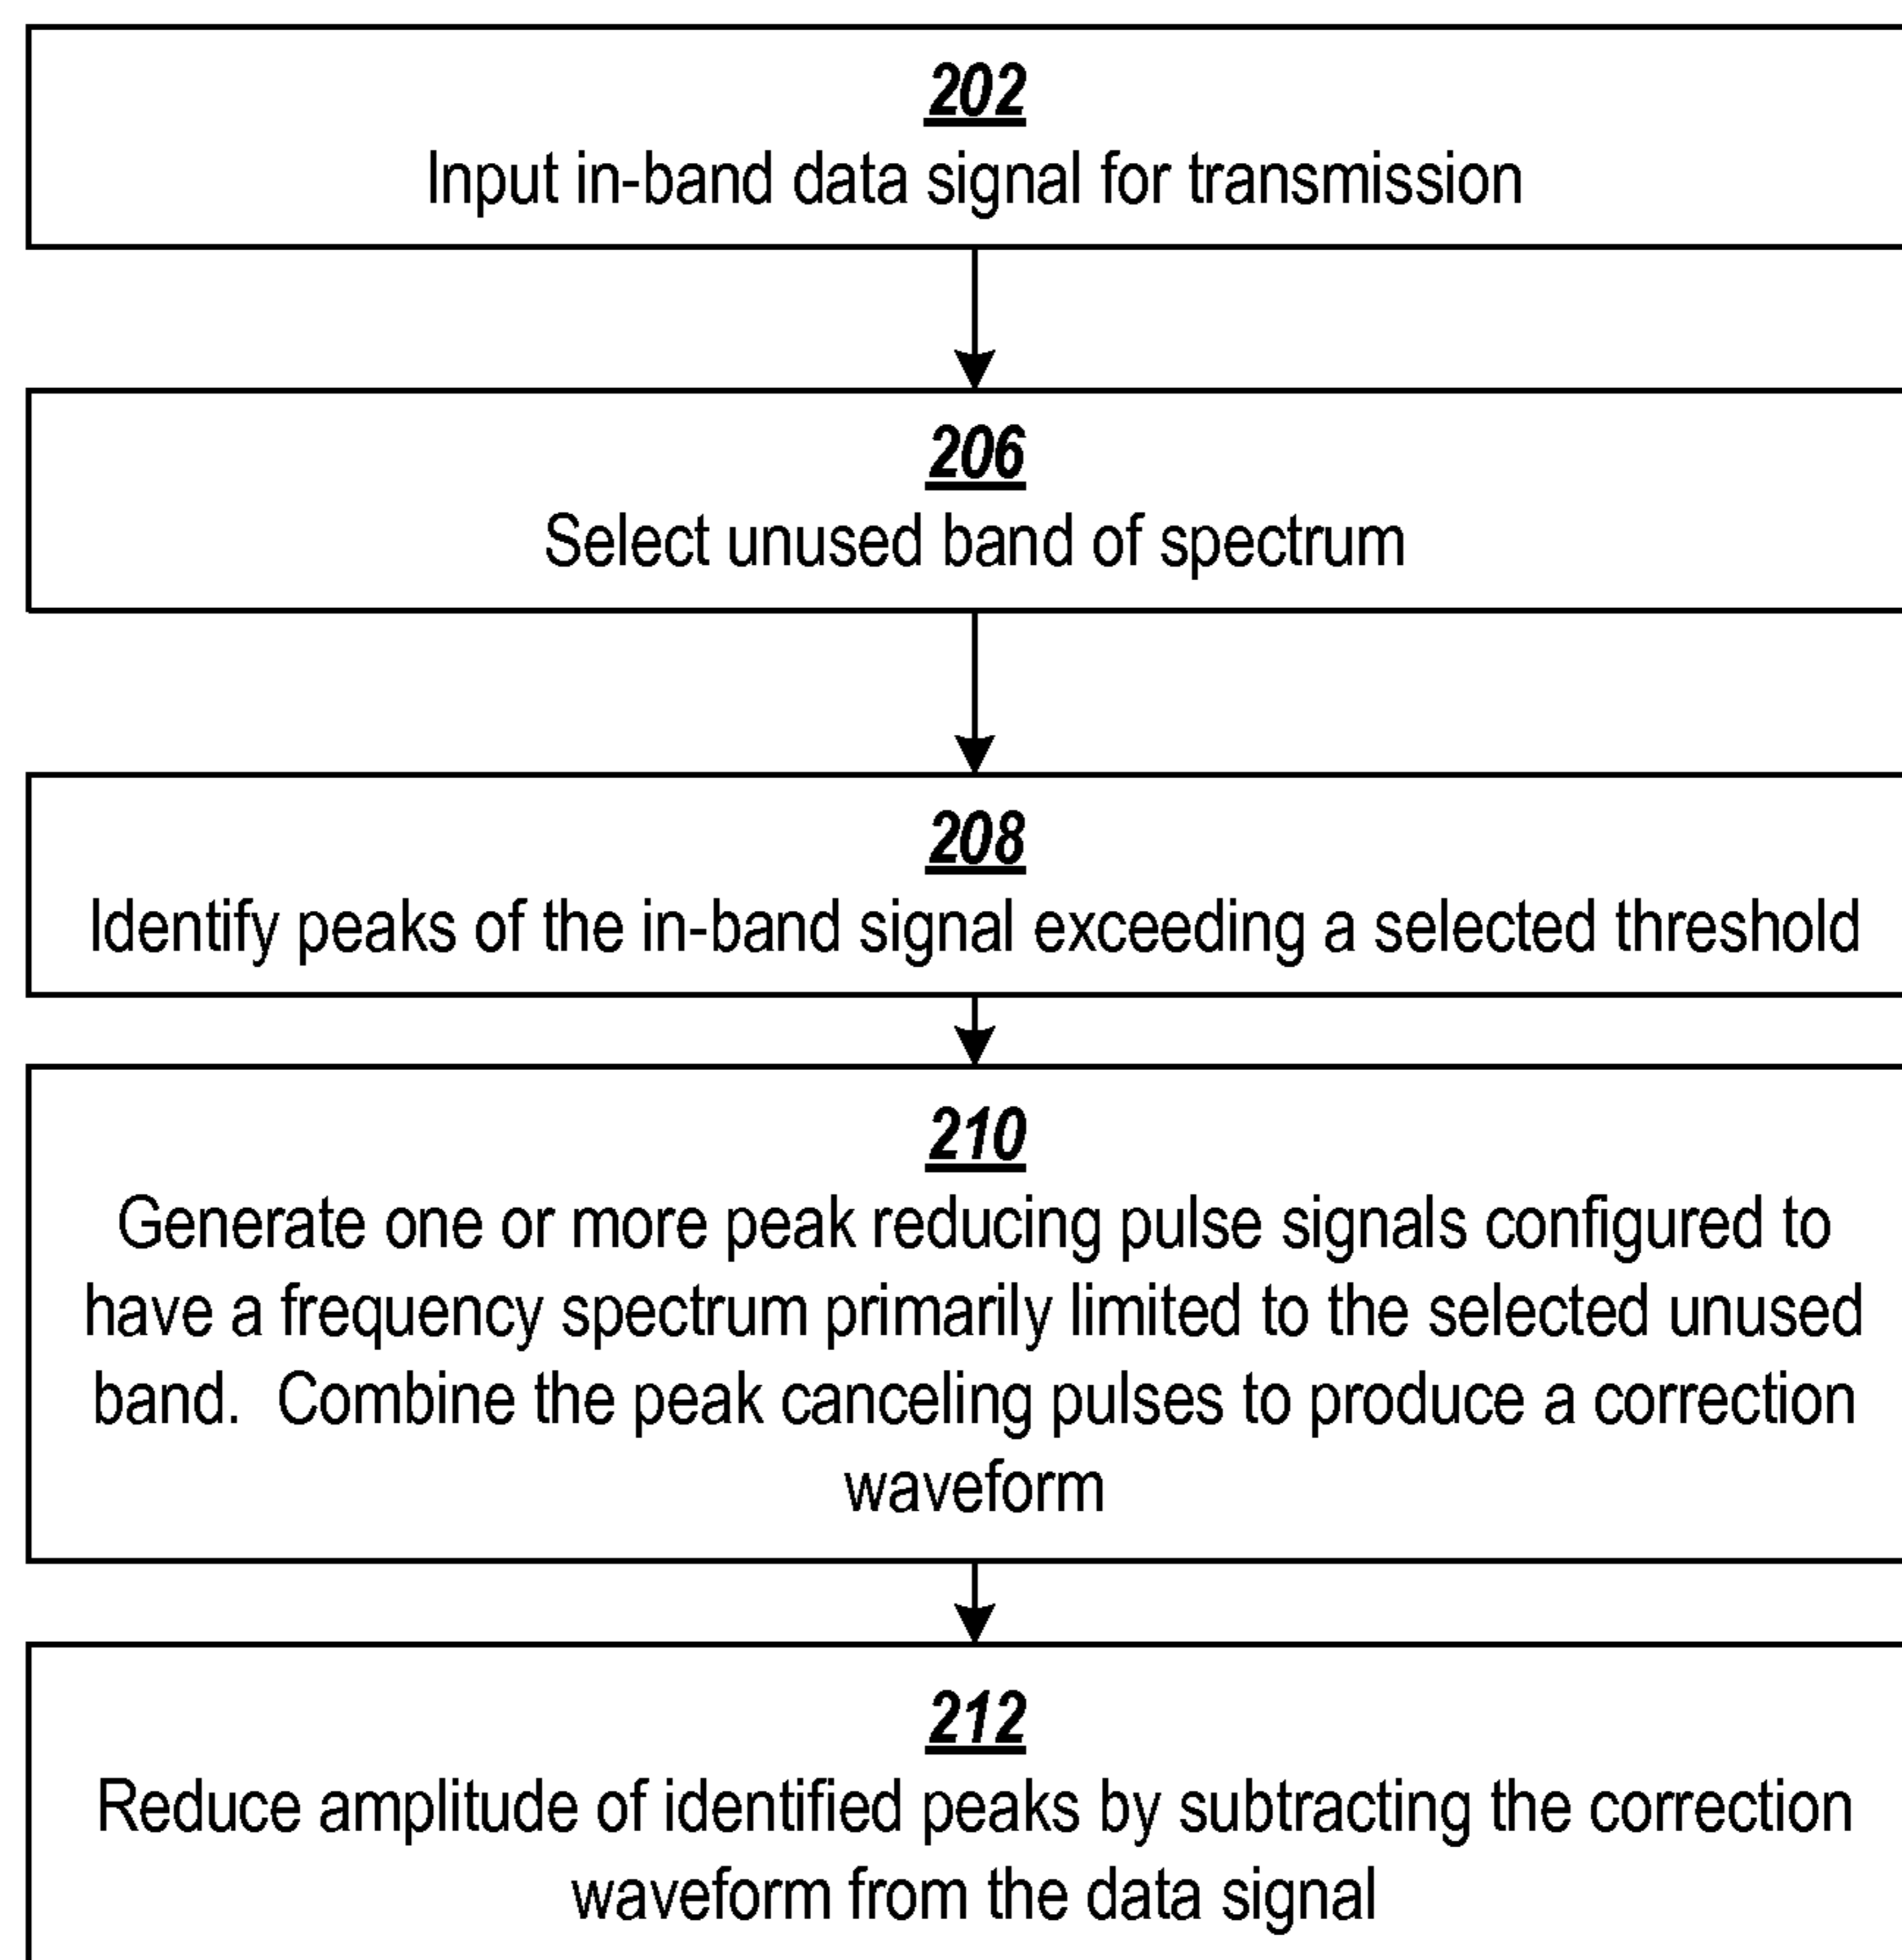 202
Input in-band data signal for transmission
206
Select unused band of spectrum
208
Identify peaks of the in-band signal exceeding a selected threshold
210
Generate one or more peak reducing pulse signals configured to
have a frequency spectrum primarily limited to the selected unused
band.  Combine the peak canceling pulses to produce a correction
waveform
212
Reduce amplitude of identified peaks by subtracting the correction
waveform from the data signal